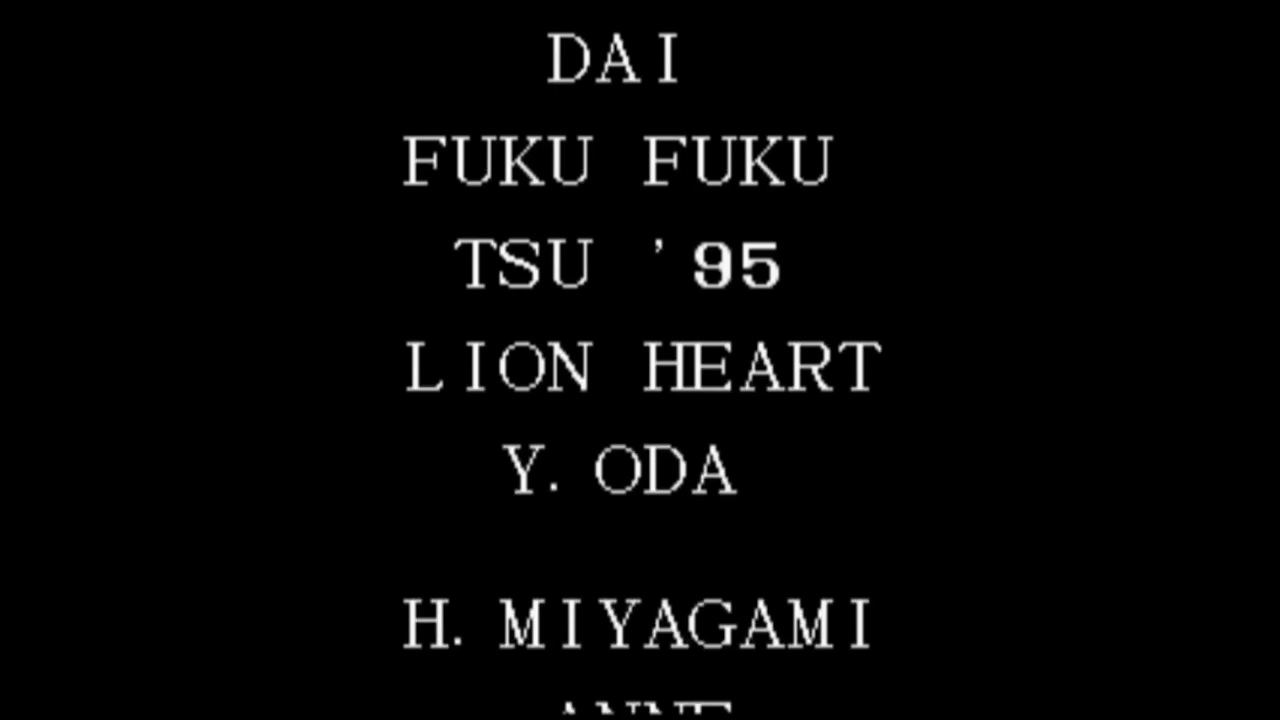 DAI
FUKU FUKU
TSU '95
LION HEART
Y. ODA
H. MIYAGAMI